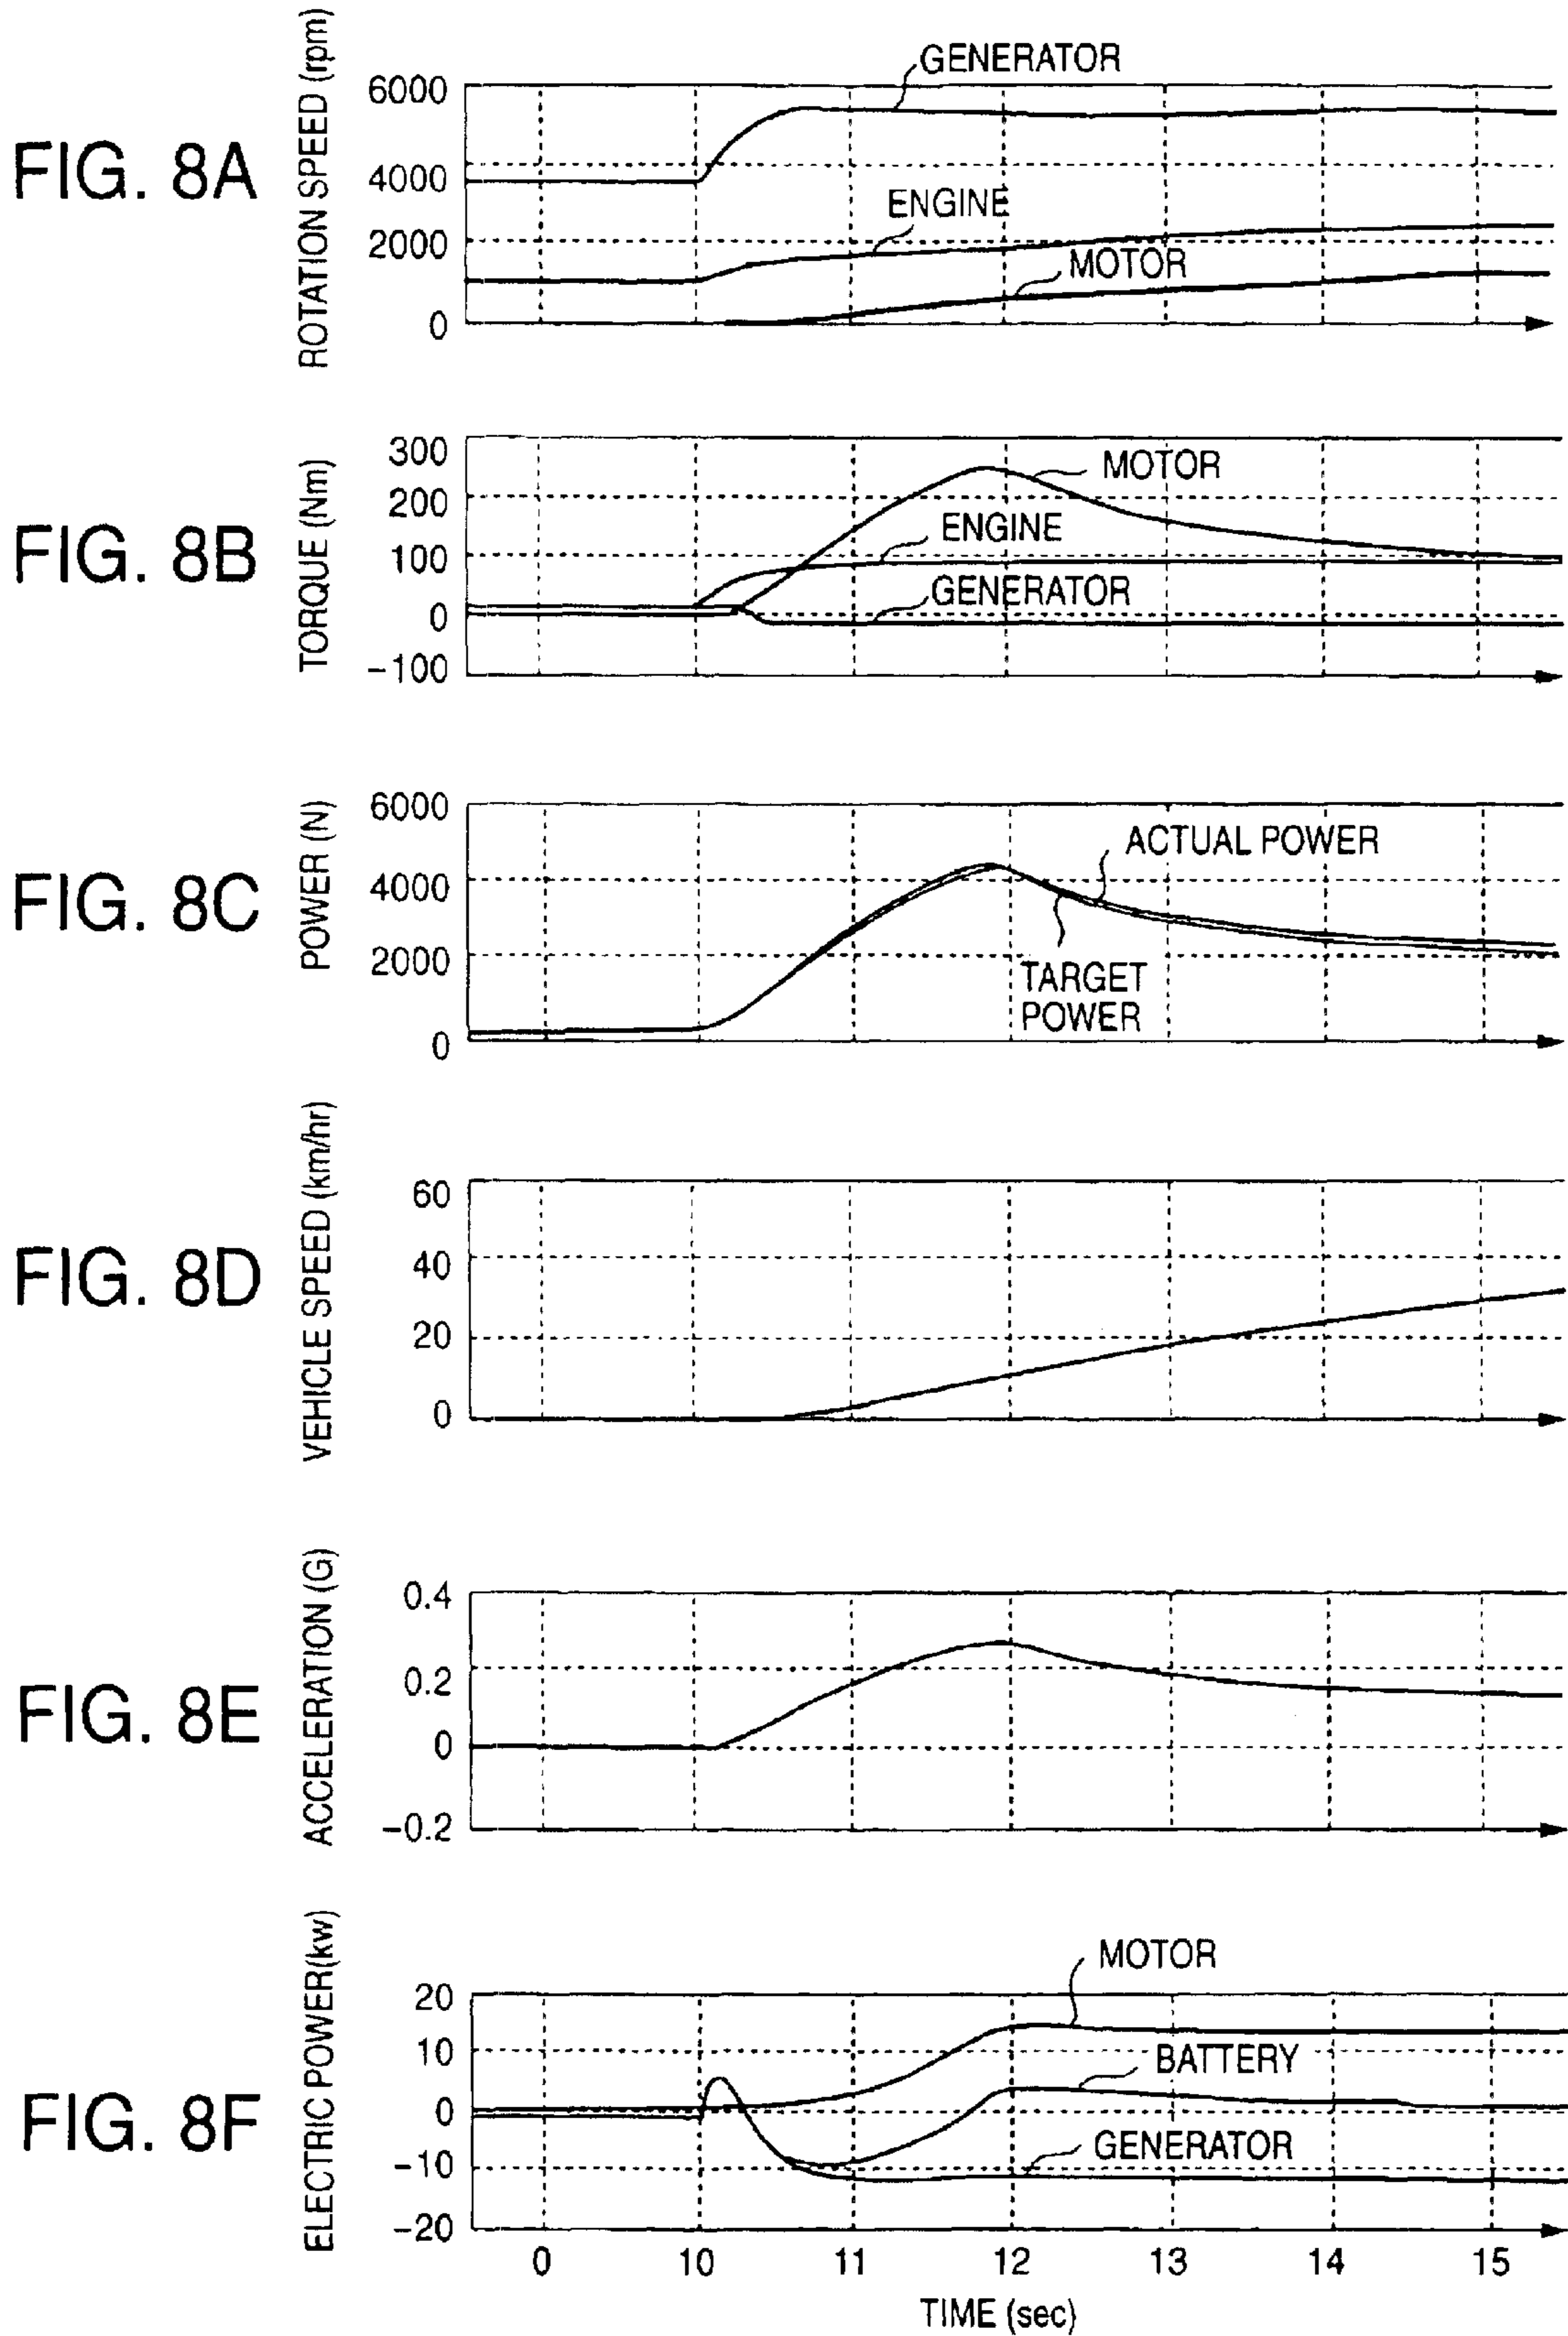 FIG. 8A
ROTATION SPEED (rpm)
6000
4000
2000
0
GENERATOR
ENGINE
MOTOR
FIG. 8B
TORQUE (Nm)
300
200
100
0
−100
MOTOR
ENGINE
GENERATOR
FIG. 8C
POWER (N)
6000
4000
2000
0
ACTUAL POWER
TARGET
POWER
FIG. 8D
VEHICLE SPEED (km/hr)
60
40
20
0
FIG. 8E
ACCELERATION (G)
0.4
0.2
0
−0.2
FIG. 8F
ELECTRIC POWER(kw)
20
10
0
−10
−20
MOTOR
BATTERY
GENERATOR
0 10 11 12 13 14 15
TIME (sec)